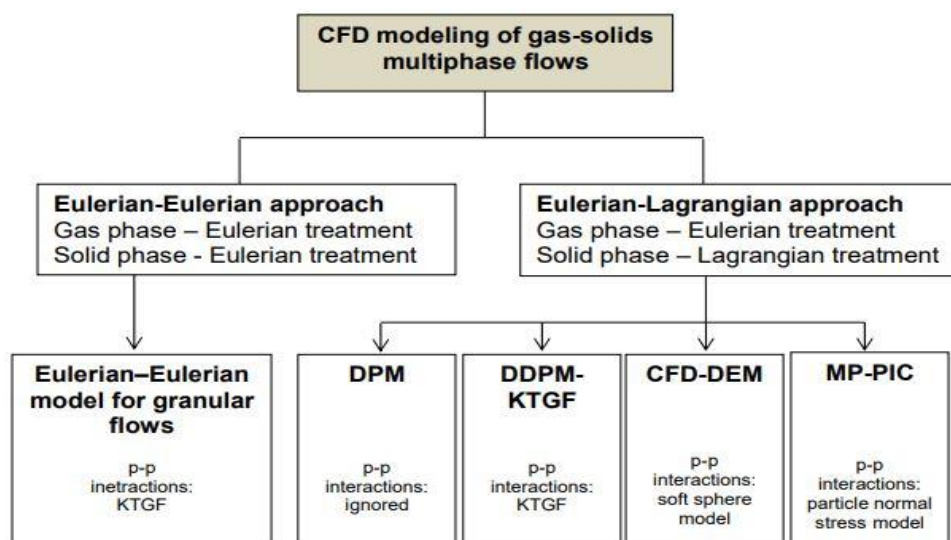 CFD modeling of gas-solids
multiphase flows
Eulerian-Eulerian approach
Gas phase – Eulerian treatment
Solid phase - Eulerian treatment
Eulerian-Lagrangian approach
Gas phase – Eulerian treatment
Solid phase – Lagrangian treatment
Eulerian–Eulerian
model for granular
flows
p-p
inetractions:
KTGF
DPM
p-p
interactions:
ignored
DDPM-
KTGF
p-p
interactions:
KTGF
CFD-DEM
p-p
interactions:
soft sphere
model
MP-PIC
p-p
interactions:
particle normal
stress model